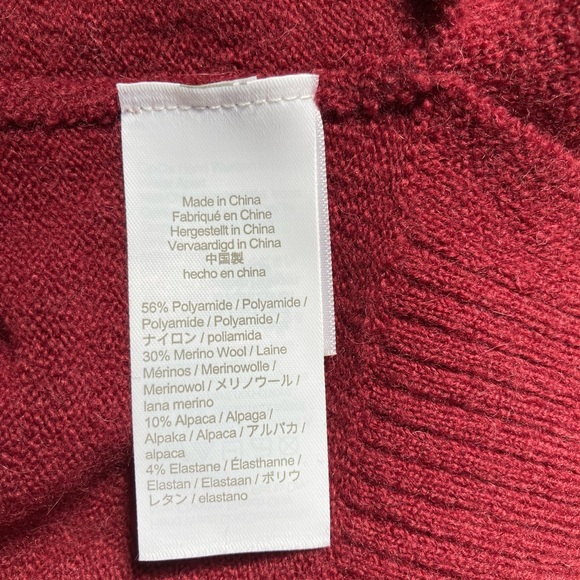 Made in China
Fabriqué en Chine
Hergestellt in China
Vervaardigd in China
中国製
hecho en china
56% Polyamide / Polyamide /
Polyamide / Polyamide /
ナイロン / poliamida
30% Merino Wool / Laine
Mérinos / Merinowolle /
Merinowol / メリノウール /
lana merino
10% Alpaca / Alpaga /
Alpaka / Alpaca / アルパカ /
alpaca
4% Elastane / Élasthanne /
Elastan / Elastaan / ポリウ
レタン / elastano